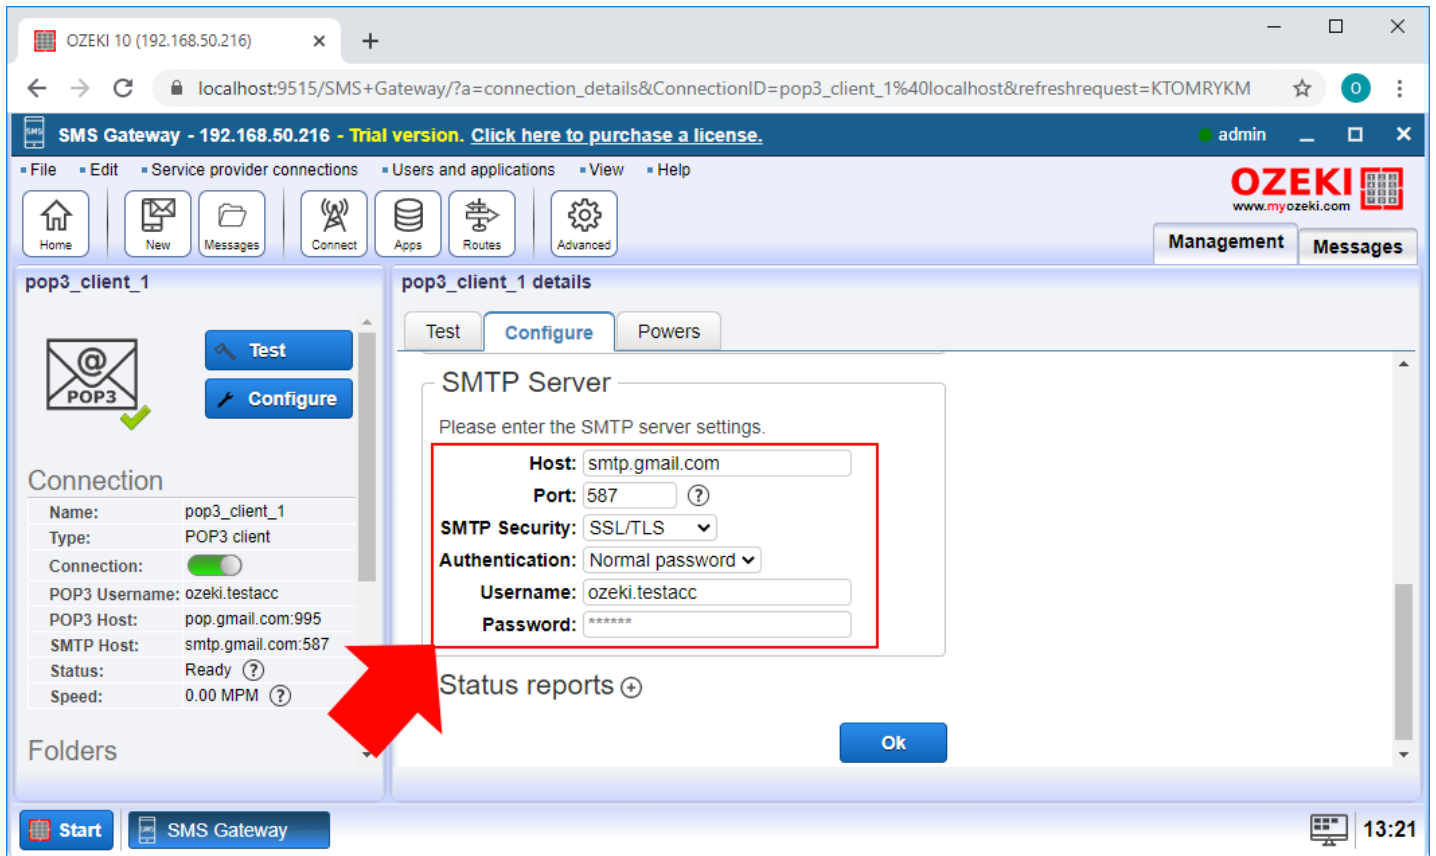 OZEKI 10 (192.168.50.216)
localhost:9515/SMS+Gateway/?a=connection_details&ConnectionID=pop3_client_1%40localhost&refreshrequest=KTOMRYKM
O
SMS
SMS Gateway - 192.168.50.216 - Trial version. Click here to purchase a license.
admin
File Edit Service provider connections Users and applications View Help
OZEKI
www.myozeki.com
Home New Messages Connect Apps Routes Advanced
Management Messages
pop3_client_1
@
POP3
Test
Configure
Connection
Name: pop3_client_1
Type: POP3 client
Connection:
POP3 Username: ozeki.testacc
POP3 Host: pop.gmail.com:995
SMTP Host: smtp.gmail.com:587
Status: Ready ?
Speed: 0.00 MPM ?
Folders
pop3_client_1 details
Test Configure Powers
SMTP Server
Please enter the SMTP server settings.
Host: smtp.gmail.com
Port: 587 ?
SMTP Security: SSL/TLS
Authentication: Normal password
Username: ozeki.testacc
Password: ******
Status reports
Ok
Start
SMS
SMS Gateway
13:21